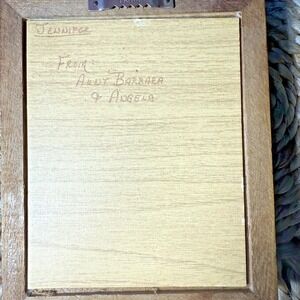 JENNIFER
FROM:
AUNT BARBARA
& ANGELA